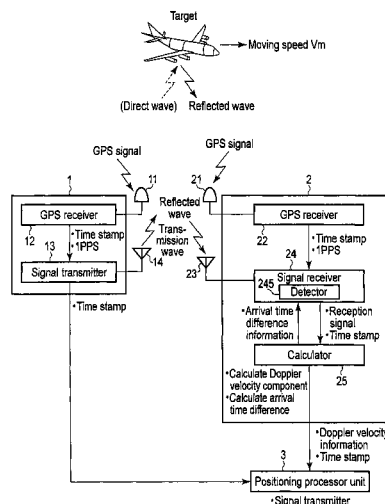 Target
Moving speed Vm
(Direct wave)
Reflected wave
GPS signal
GPS signal
1
11
21
2
GPS receiver
12
GPS receiver
22
Reflected
wave
Trans-
mission
wave
•Time stamp
•1PPS
•Time stamp
•1PPS
13
Signal transmitter
14
23
24
Signal receiver
245
Detector
•Time stamp
•Arrival time
difference
information
•Reception
signal
•Time stamp
Calculator
25
•Calculate Doppler
velocity component
•Calculate arrival
time difference
•Doppler velocity
information
•Time stamp
3
Positioning processor unit
•Signal transmitter